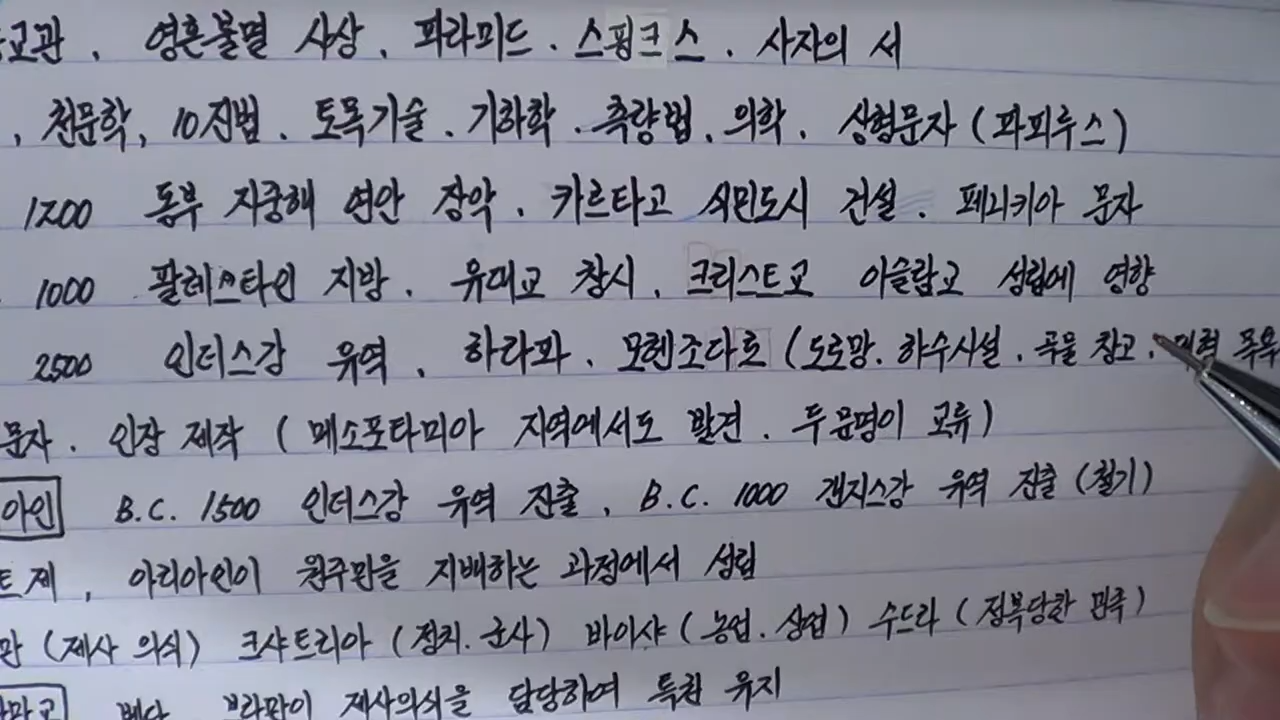 교관. 영혼불멸 사상. 피라미드. 스핑크스. 사자의 서
, 천문학, 10진법. 토목기술. 기하학. 측량법. 의학. 상형문자 (파피루스)
1200 동부 지중해 연안 장악. 카르타고 식민도시 건설. 페니키아 문자
1000 팔레스타인 지방. 유대교 창시. 크리스트교 이슬람교 성립에 영향
2500 인더스강 유역. 하라파. 모헨조다로 (도로망. 하수시설. 곡물 창고. 목욕
문자. 인장 제작 (메소포타미아 지역에서도 발견. 두 문명이 교류)
아인 B.C. 1500 인더스강 유역 진출, B.C. 1000 갠지스강 유역 진출 (철기)
트 제, 아리아인이 원주민을 지배하는 과정에서 성립
만 (제사 의식) 크샤트리아 (정치. 군사) 바이샤 (농업. 상업) 수드라 (정복당한 민족)
만교 베다. 브라만이 제사의식을 담당하여 특권 유지